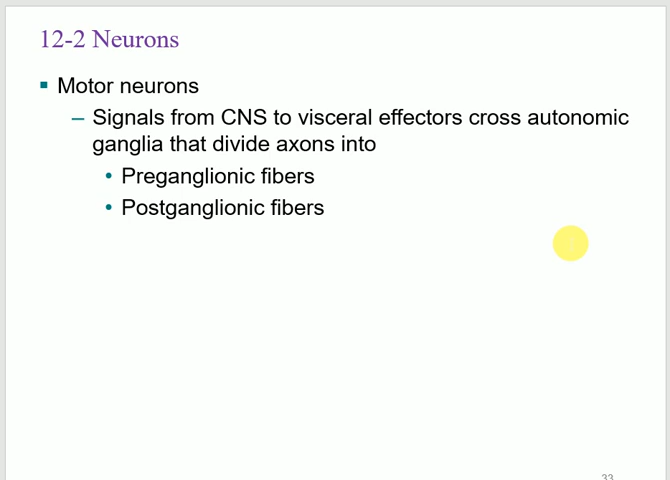 12-2 Neurons
Motor neurons
– Signals from CNS to visceral effectors cross autonomic
ganglia that divide axons into
• Preganglionic fibers
• Postganglionic fibers
33